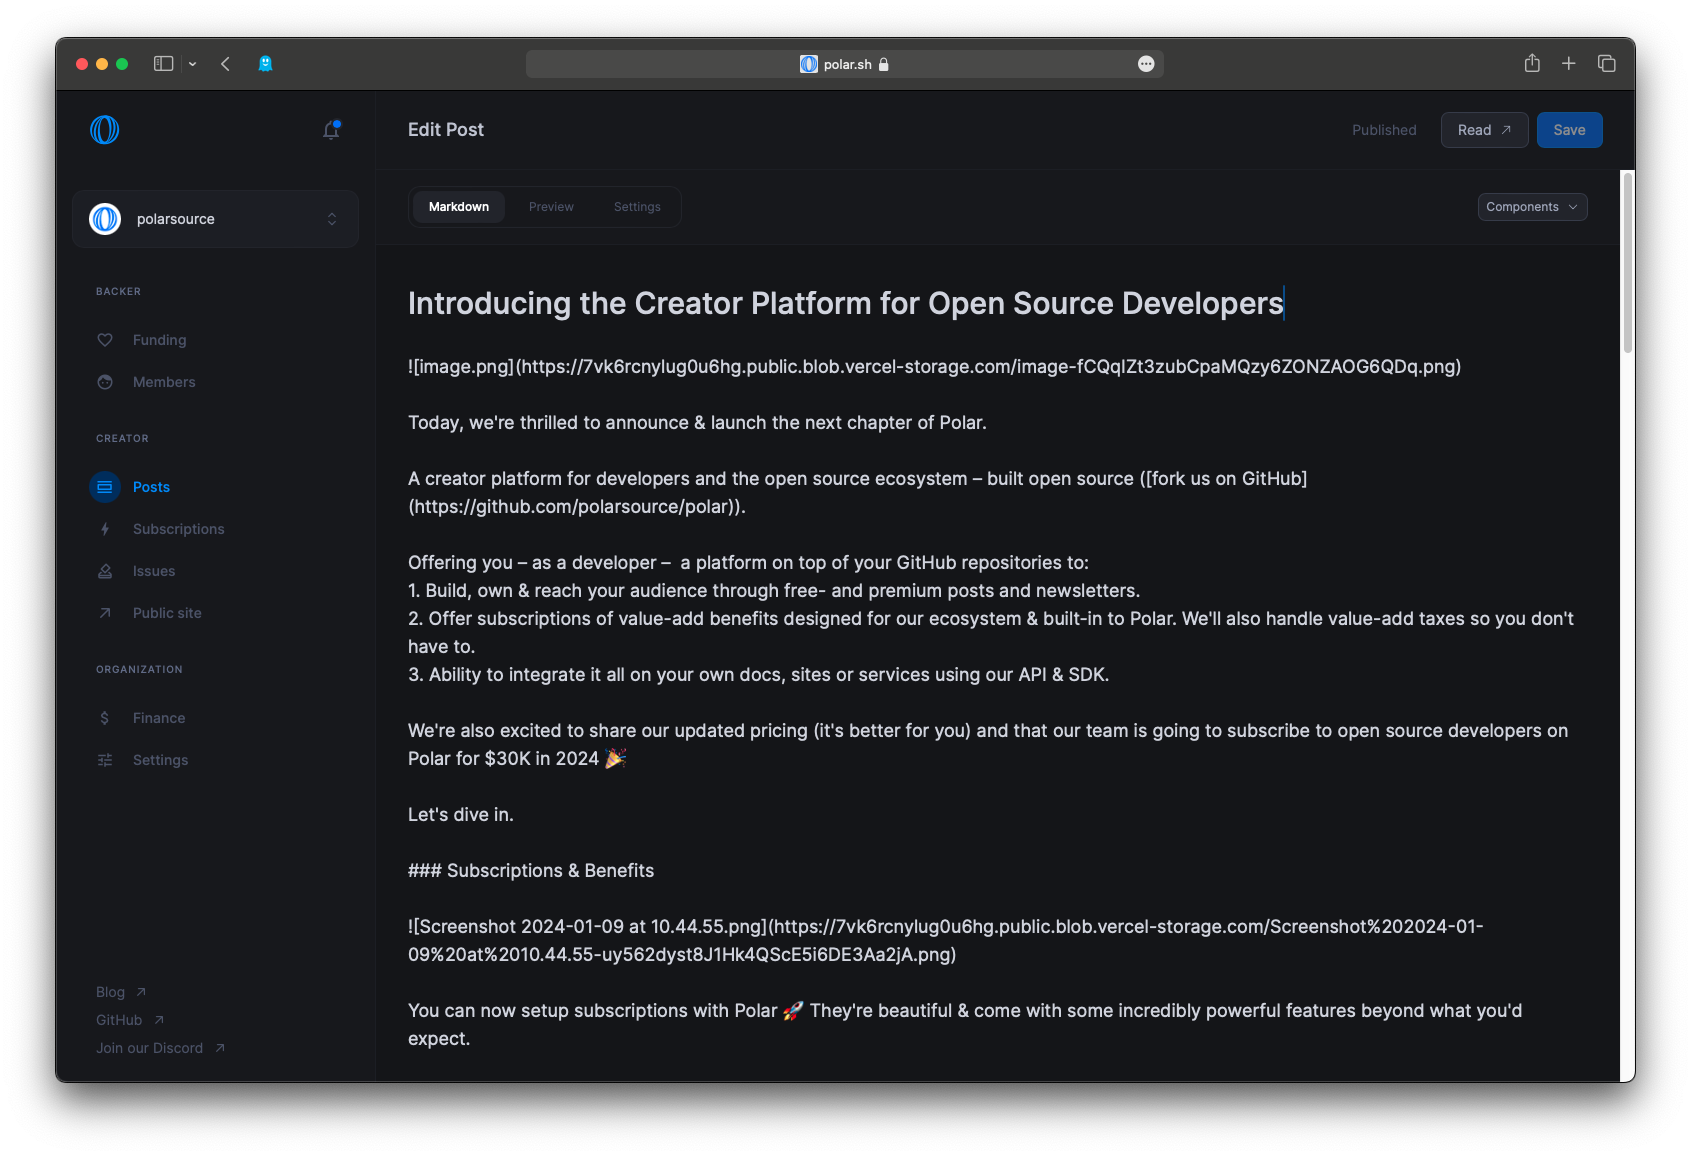 polar.sh
Edit Post
Published
Read
Save
polarsource
Markdown
Preview
Settings
Components
BACKER
Funding
Members
CREATOR
Posts
Subscriptions
Issues
Public site
ORGANIZATION
Finance
Settings
Blog
GitHub
Join our Discord
Introducing the Creator Platform for Open Source Developers
![image.png](https://7vk6rcnylug0u6hg.public.blob.vercel-storage.com/image-fCQqIZt3zubCpaMQzy6ZONZAOG6QDq.png)
Today, we're thrilled to announce & launch the next chapter of Polar.
A creator platform for developers and the open source ecosystem – built open source ([fork us on GitHub]
(https://github.com/polarsource/polar)).
Offering you – as a developer –  a platform on top of your GitHub repositories to:
1. Build, own & reach your audience through free- and premium posts and newsletters.
2. Offer subscriptions of value-add benefits designed for our ecosystem & built-in to Polar. We'll also handle value-add taxes so you don't
have to.
3. Ability to integrate it all on your own docs, sites or services using our API & SDK.
We're also excited to share our updated pricing (it's better for you) and that our team is going to subscribe to open source developers on
Polar for $30K in 2024 🎉
Let's dive in.
### Subscriptions & Benefits
![Screenshot 2024-01-09 at 10.44.55.png](https://7vk6rcnylug0u6hg.public.blob.vercel-storage.com/Screenshot%202024-01-
09%20at%2010.44.55-uy562dyst8J1Hk4QScE5i6DE3Aa2jA.png)
You can now setup subscriptions with Polar 🚀 They're beautiful & come with some incredibly powerful features beyond what you'd
expect.